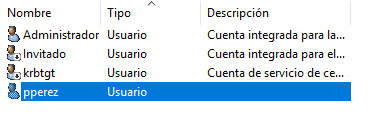 Nombre Tipo Descripción
Administrador Usuario Cuenta integrada para la...
Invitado Usuario Cuenta integrada para el...
krbtgt Usuario Cuenta de servicio de ce...
pperez Usuario